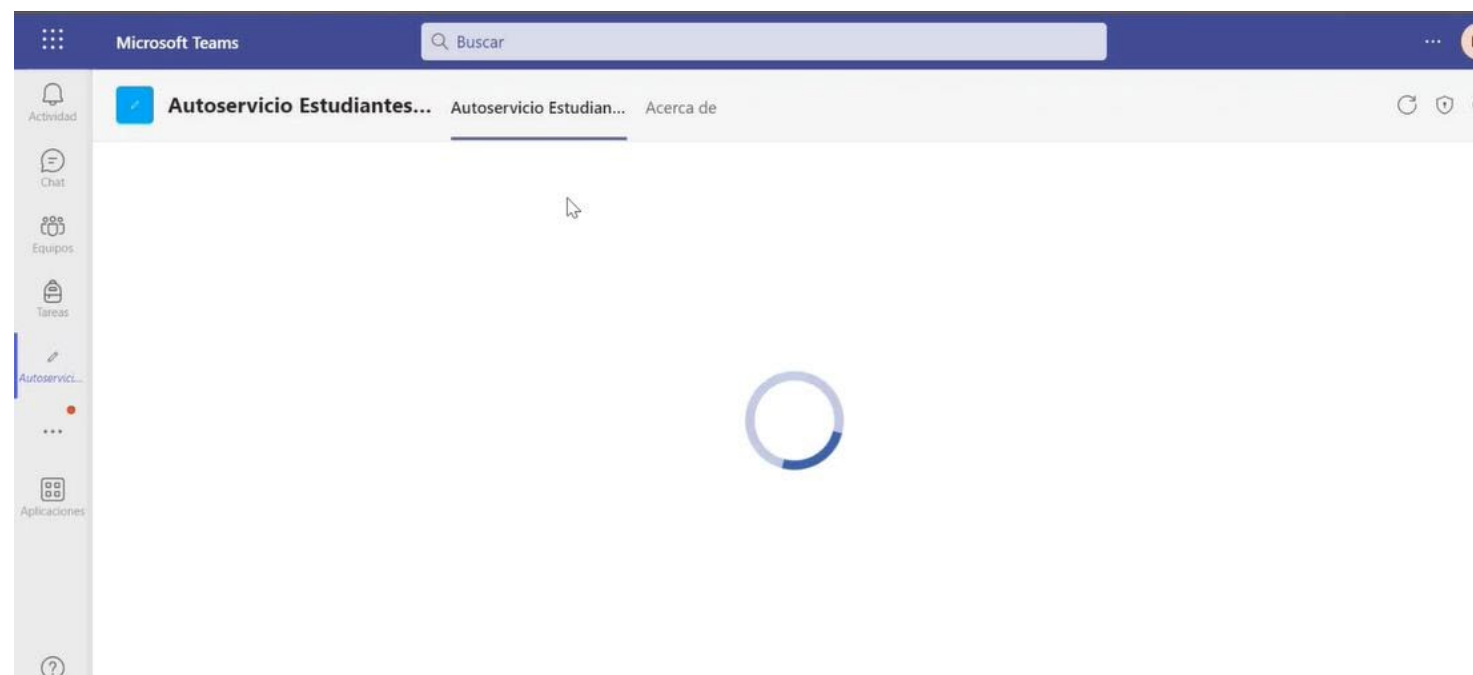 Microsoft Teams
Buscar
Actividad
Autoservicio Estudiantes...
Autoservicio Estudian...
Acerca de
Chat
Equipos
Tareas
Autoservici...
Aplicaciones